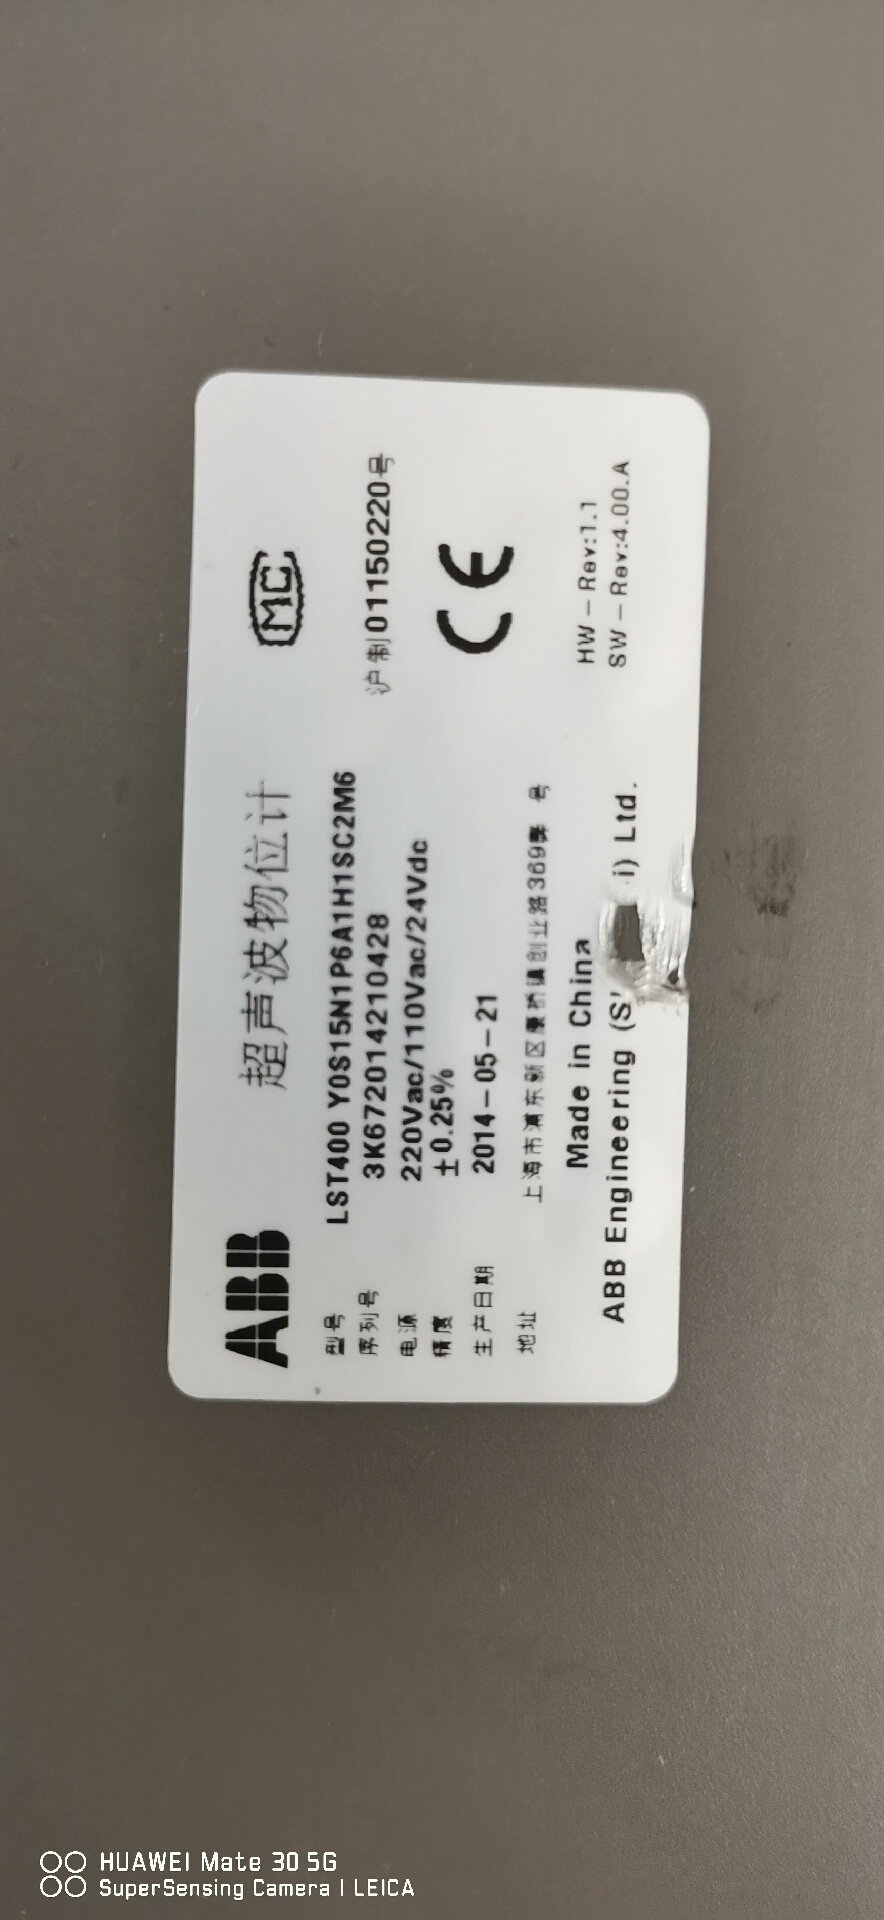 ABB
超声波物位计
MC
型号 LST400 Y0S15N1P6A1H1SC2M6
序列号 3K672014210428
沪制01150220号
电源 220Vac/110Vac/24Vdc
精度 ±0.25%
CE
生产日期 2014-05-21
地址 上海市浦东新区康桥镇创业路369弄 号
Made in China
HW-Rev:1.1
ABB Engineering (S i) Ltd.
SW-Rev:4.00.A
HUAWEI Mate 30 5G
SuperSensing Camera | LEICA